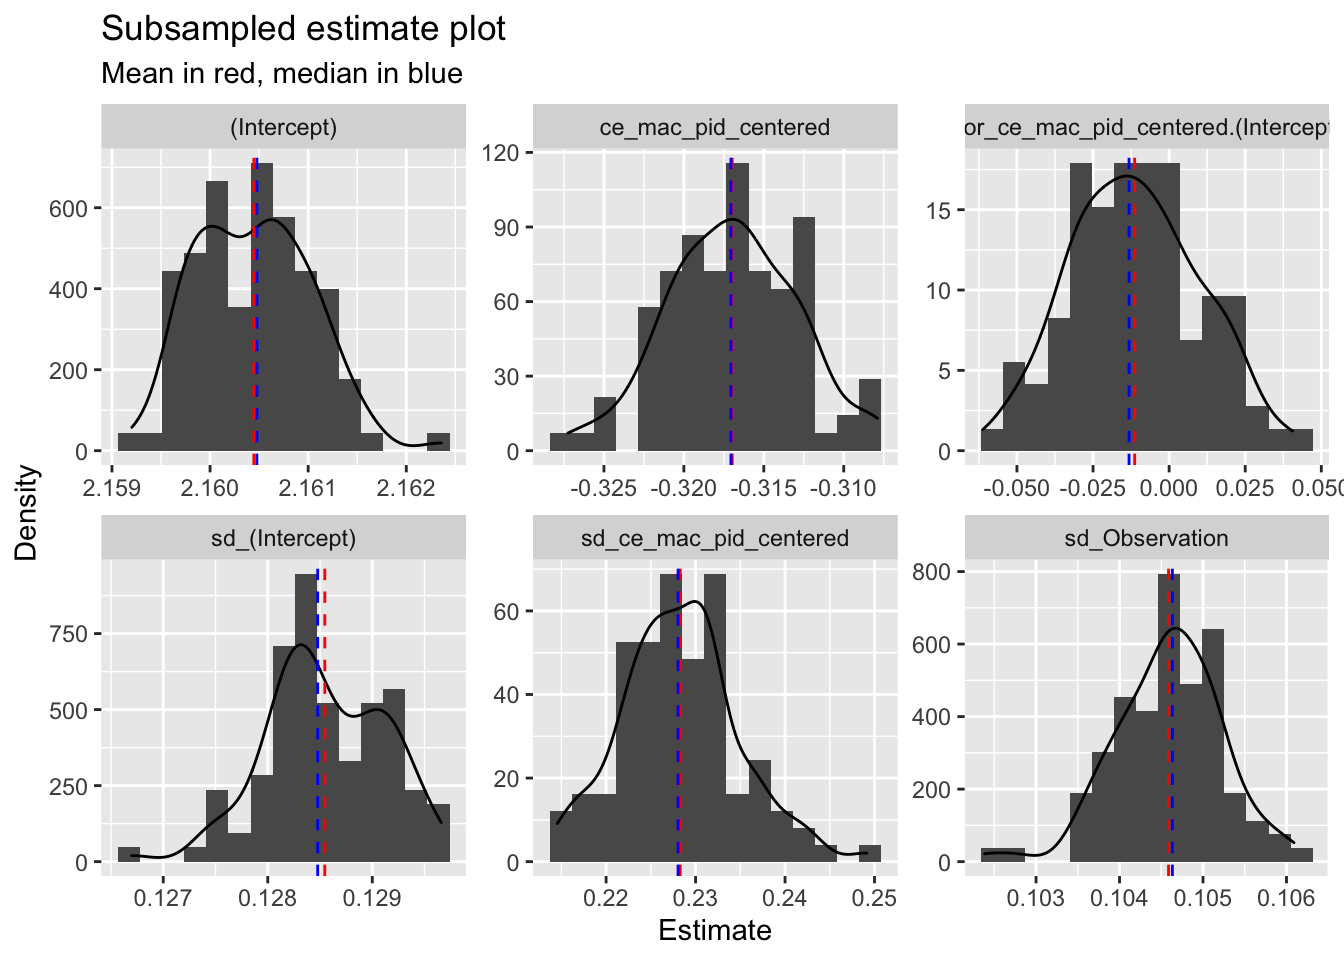 Subsampled estimate plot
Mean in red, median in blue
(Intercept)
ce_mac_pid_centered
or_ce_mac_pid_centered.(Intercept
600
400
200
0
2.159 2.160 2.161 2.162
120
90
60
30
0
-0.325 -0.320 -0.315 -0.310
15
10
5
0
-0.050 -0.025 0.000 0.025 0.050
Density
sd_(Intercept)
sd_ce_mac_pid_centered
sd_Observation
750
500
250
0
0.127 0.128 0.129
60
40
20
0
0.22 0.23 0.24 0.25
800
600
400
200
0
0.103 0.104 0.105 0.106
Estimate